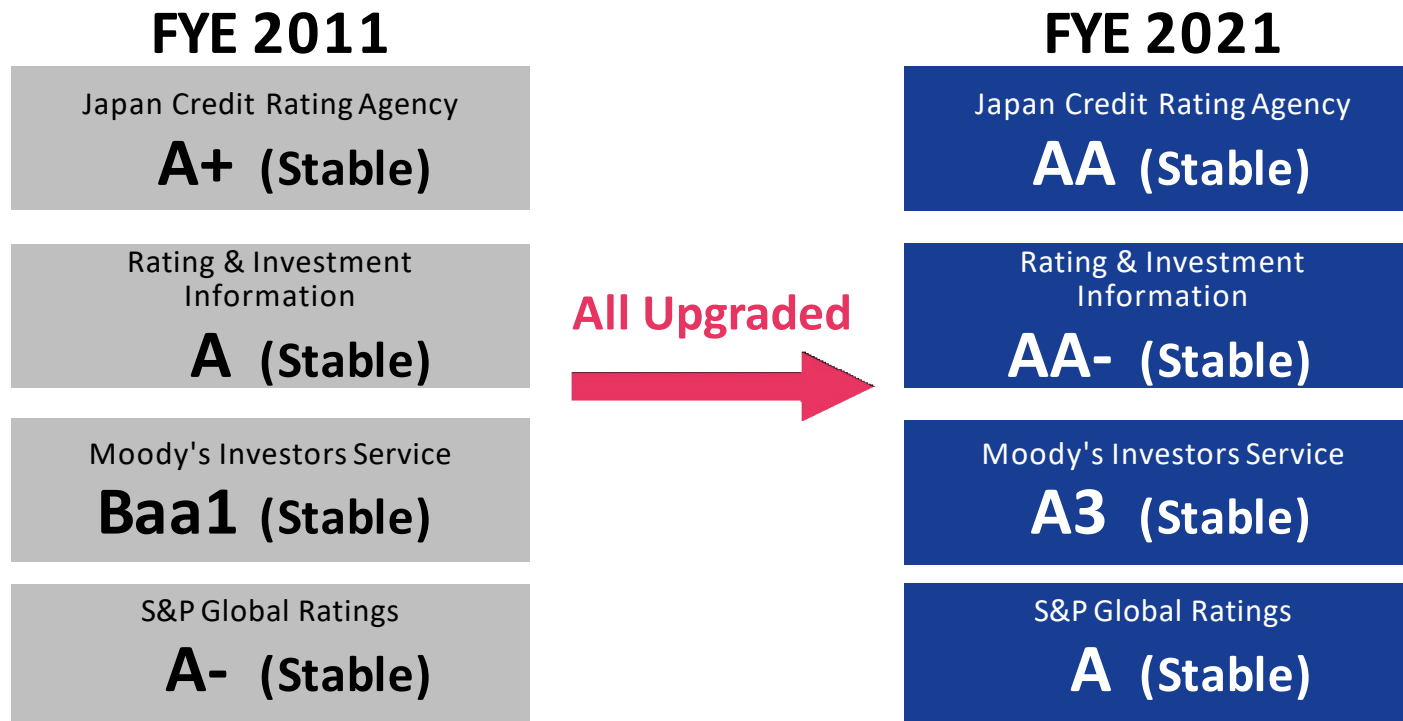 FYE 2011
Japan Credit Rating Agency
A+ (Stable)
Rating & Investment
Information
A (Stable)
Moody's Investors Service
Baa1 (Stable)
S&P Global Ratings
A- (Stable)
All Upgraded
FYE 2021
Japan Credit Rating Agency
AA (Stable)
Rating & Investment
Information
AA- (Stable)
Moody's Investors Service
A3 (Stable)
S&P Global Ratings
A (Stable)